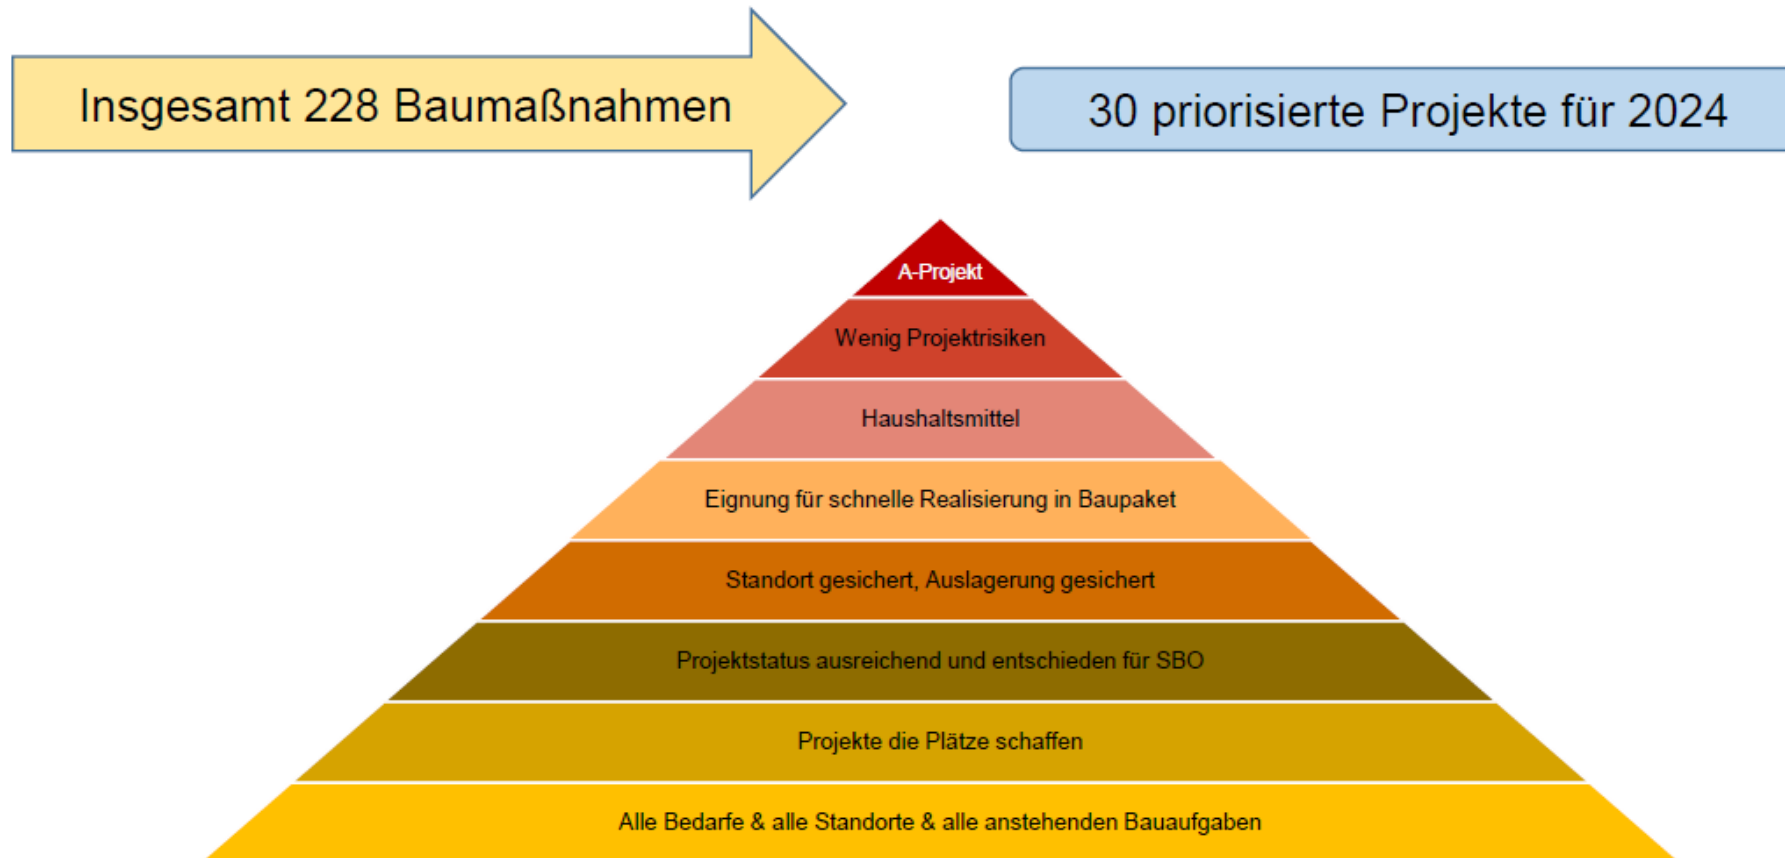 Insgesamt 228 Baumaßnahmen
30 priorisierte Projekte für 2024
A-Projekt
Wenig Projektrisiken
Haushaltsmittel
Eignung für schnelle Realisierung in Baupaket
Standort gesichert, Auslagerung gesichert
Projektstatus ausreichend und entschieden für SBO
Projekte die Plätze schaffen
Alle Bedarfe & alle Standorte & alle anstehenden Bauaufgaben